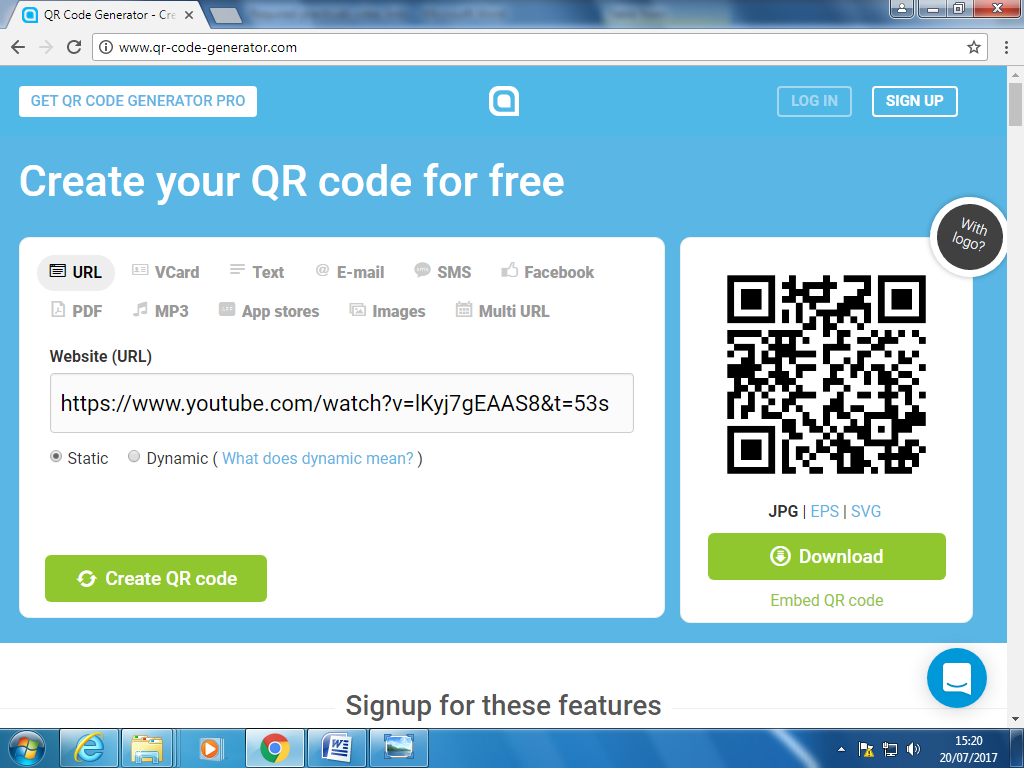 QR Code Generator - Cre
www.qr-code-generator.com
GET QR CODE GENERATOR PRO
LOG IN
SIGN UP
Create your QR code for free
With logo?
URL VCard Text E-mail SMS Facebook
PDF MP3 App stores Images Multi URL
Website (URL)
https://www.youtube.com/watch?v=lKyj7gEAAS8&t=53s
Static Dynamic ( What does dynamic mean? )
JPG | EPS | SVG
Create QR code
Download
Embed QR code
Signup for these features
15:20
20/07/2017